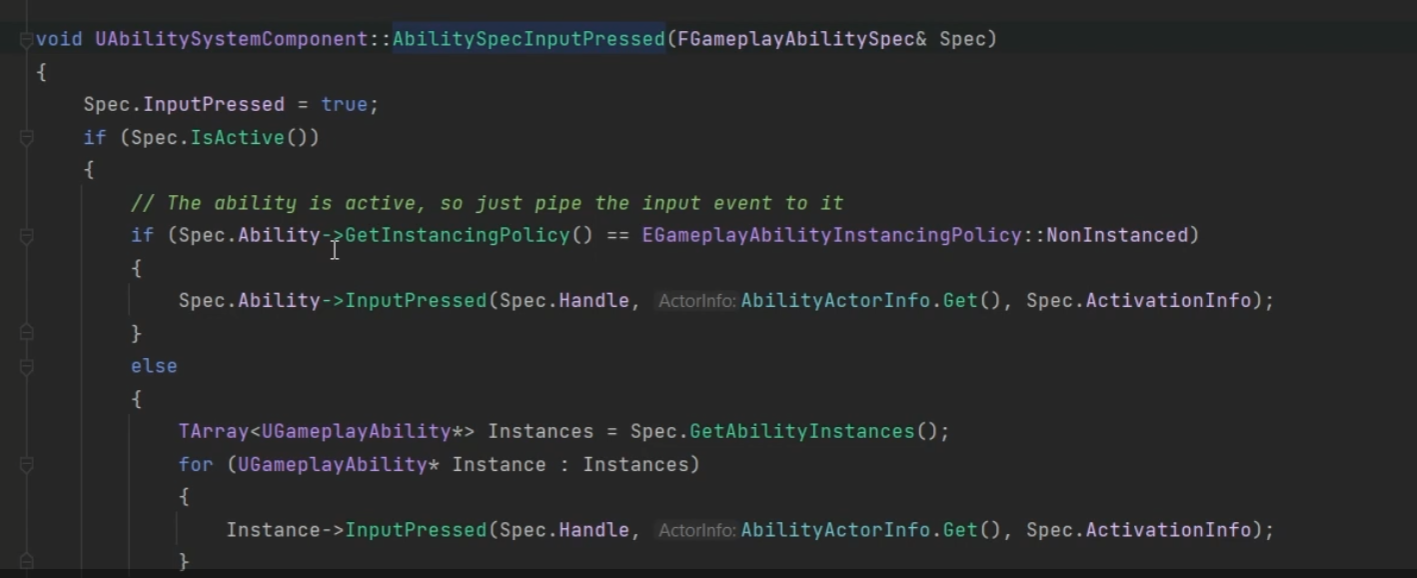 void UAbilitySystemComponent::AbilitySpecInputPressed(FGameplayAbilitySpec& Spec)
{
    Spec.InputPressed = true;
    if (Spec.IsActive())
    {
        // The ability is active, so just pipe the input event to it
        if (Spec.Ability->GetInstancingPolicy() == EGameplayAbilityInstancingPolicy::NonInstanced)
        {
            Spec.Ability->InputPressed(Spec.Handle, ActorInfo: AbilityActorInfo.Get(), Spec.ActivationInfo);
        }
        else
        {
            TArray<UGameplayAbility*> Instances = Spec.GetAbilityInstances();
            for (UGameplayAbility* Instance : Instances)
            {
                Instance->InputPressed(Spec.Handle, ActorInfo: AbilityActorInfo.Get(), Spec.ActivationInfo);
            }